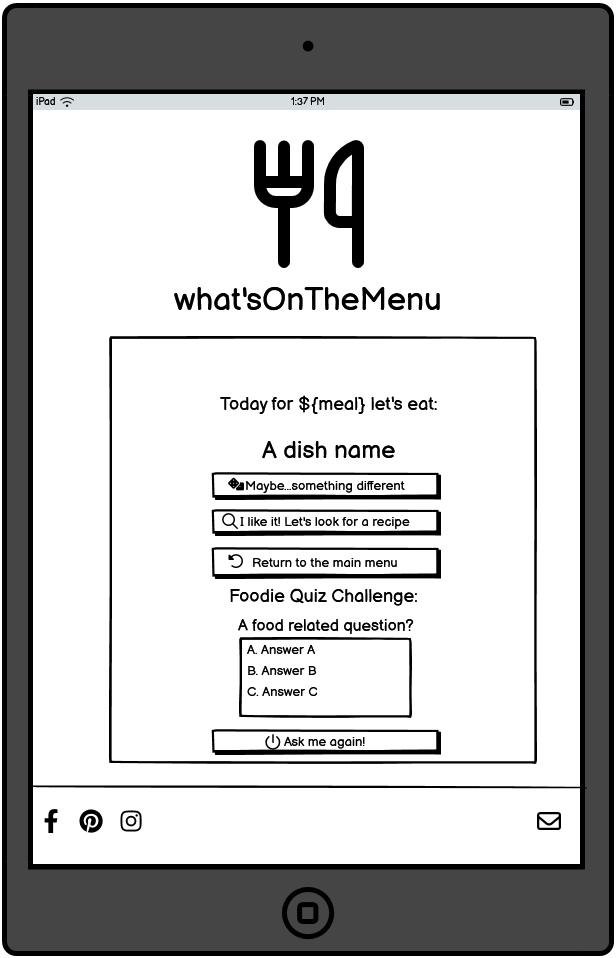 iPad 1:37 PM
what'sOnTheMenu
Today for ${meal} let's eat:
A dish name
Maybe...something different
I like it! Let's look for a recipe
Return to the main menu
Foodie Quiz Challenge:
A food related question?
A. Answer A
B. Answer B
C. Answer C
Ask me again!